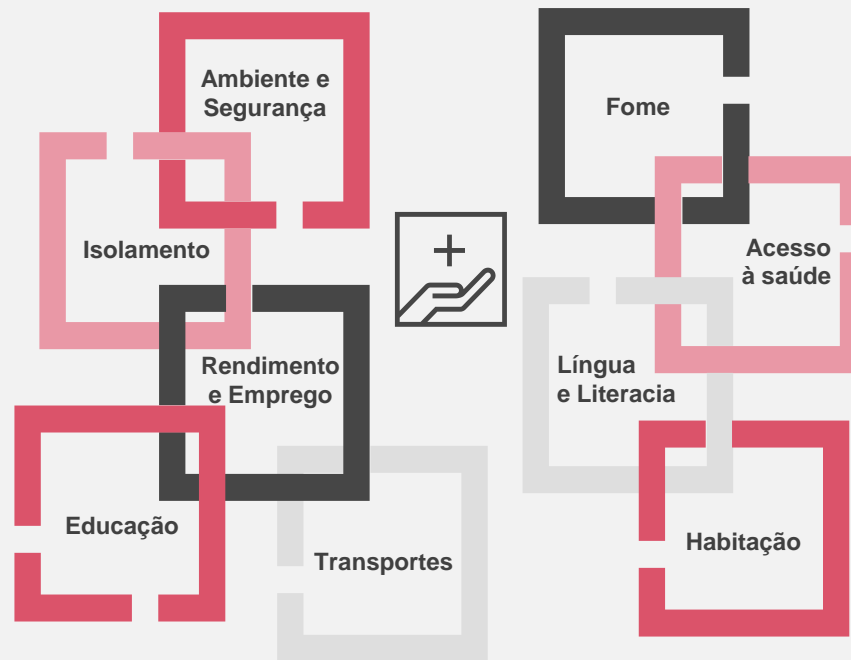 Ambiente e
Segurança
Isolamento
Rendimento
e Emprego
Educação
Transportes
Fome
Acesso
à saúde
Língua
e Literacia
Habitação